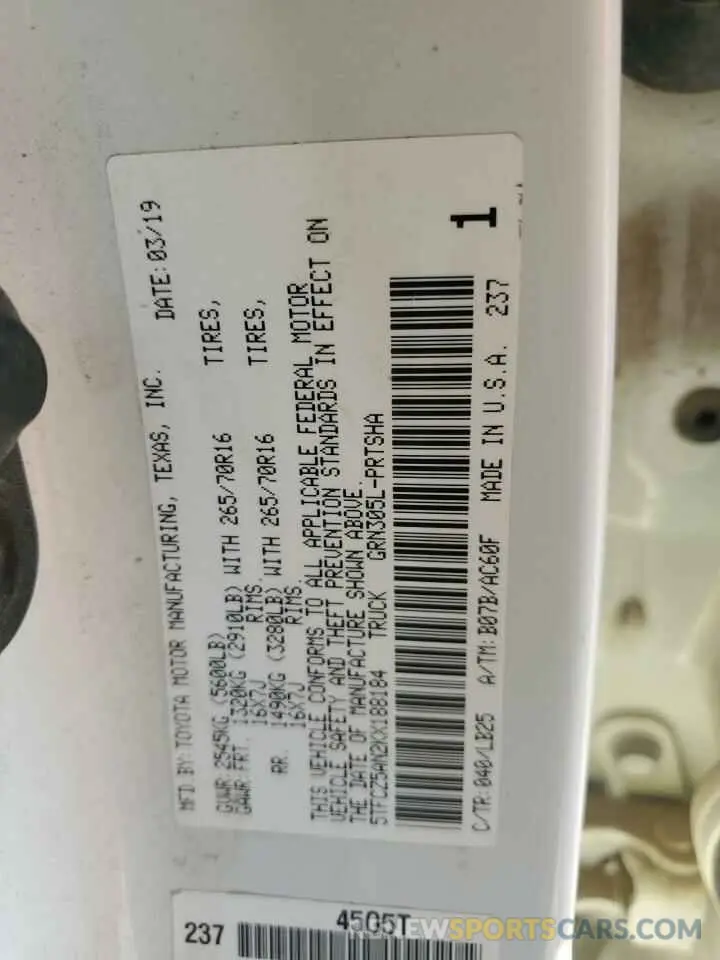 MFD.BY:TOYOTA MOTOR MANUFACTURING, TEXAS, INC. DATE:03/19
GVWR:2545KG (5600LB)
GAWR:FRT. 1320KG (2910LB) WITH 265/70R16 TIRES,
16X7J RIMS.
RR. 1490KG (3280LB) WITH 265/70R16 TIRES,
16X7J RIMS.
THIS VEHICLE CONFORMS TO ALL APPLICABLE FEDERAL MOTOR
VEHICLE SAFETY AND THEFT PREVENTION STANDARDS IN EFFECT ON
THE DATE OF MANUFACTURE SHOWN ABOVE.
5TFCZ5AN2KX188184 TRUCK GRN305L-PRTSHA
1
C/TR:040/LB25 A/TM:B07B/AC60F MADE IN U.S.A. 237
4505T
237
NEWSPORTSCARS.COM